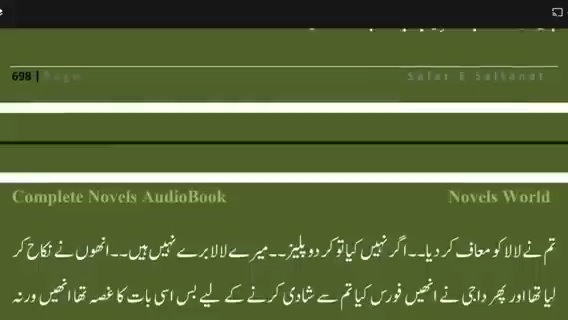 698 | Page
Safar E Saltanat
Complete Novels AudioBook
Novels World
تم نے لالا کو معاف کر دیا۔۔اگر نہیں کیا تو کر دو پلیز۔۔میرے لالا برے نہیں ہیں۔۔انھوں نے نکاح کر
لیا تھا اور پھر داجی نے انھیں فورس کیا تم سے شادی کرنے کے لیے بس اسی بات کا غصہ تھا انھیں ورنہ